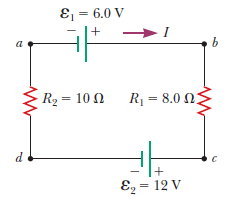 ℰ₁ = 6.0 V
− +
I
a
b
R₂ = 10 Ω
R₁ = 8.0 Ω
d
c
− +
ℰ₂ = 12 V